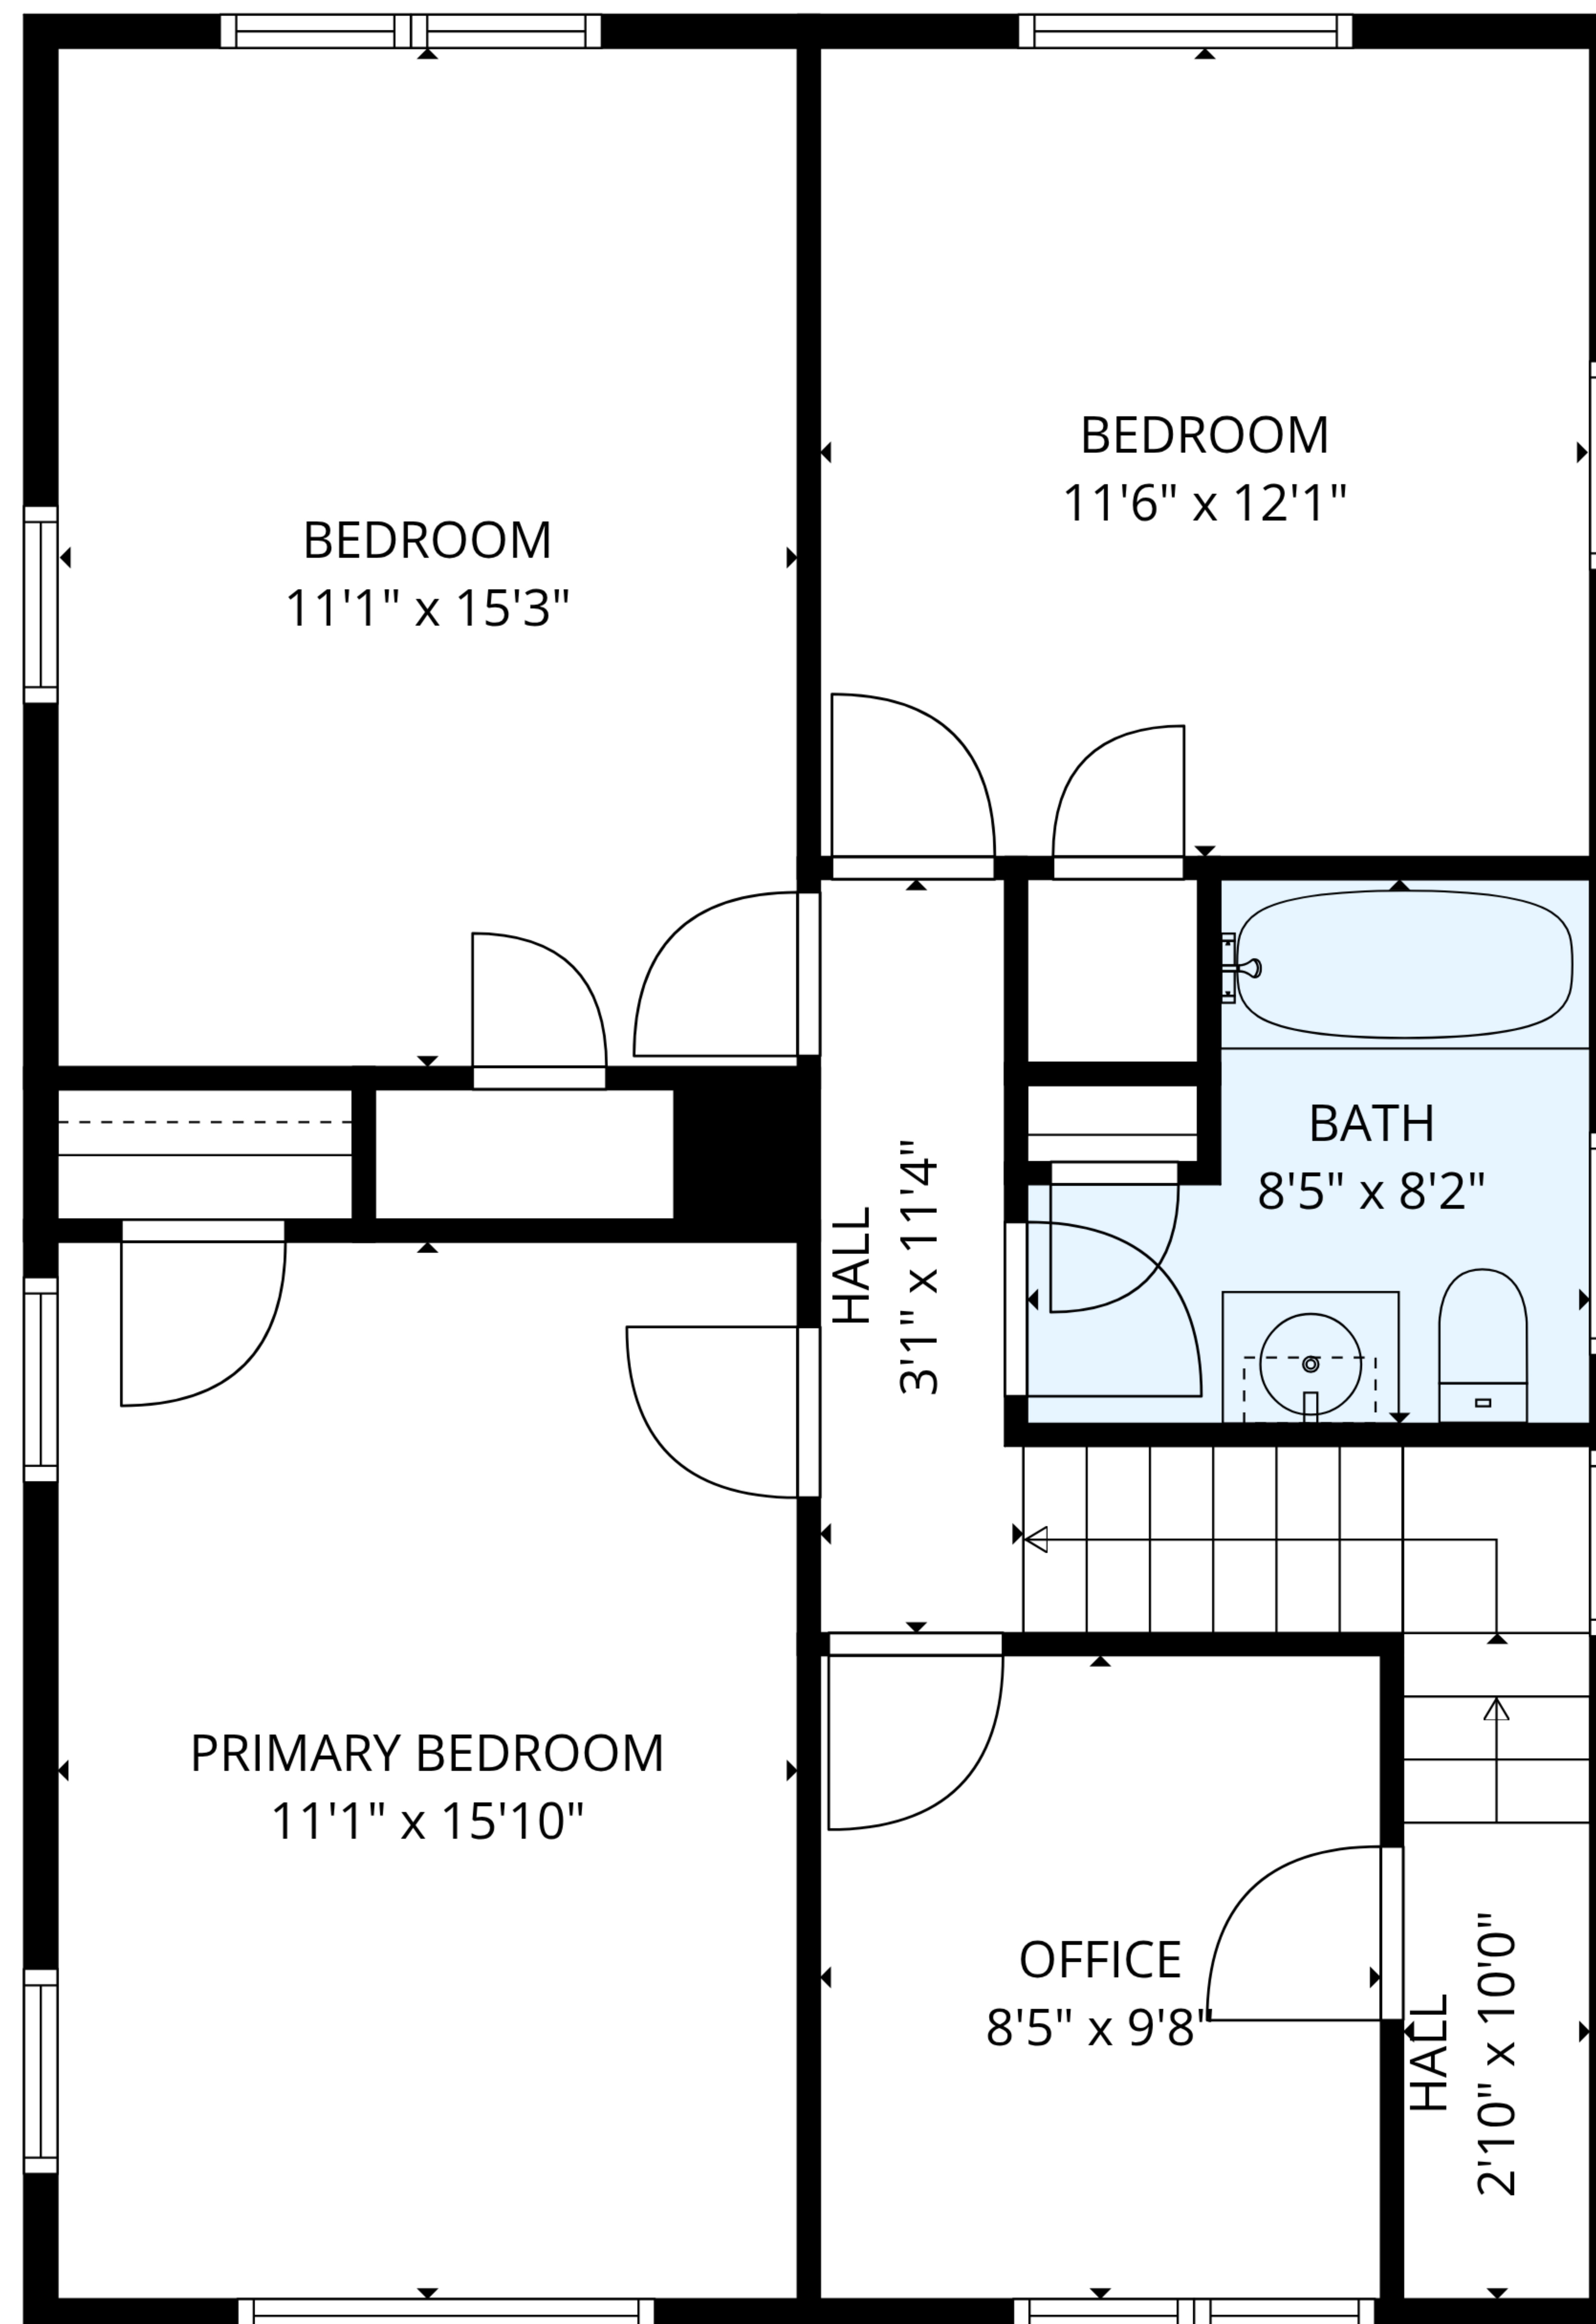 BEDROOM
11'6" x 12'1"
BEDROOM
11'1" x 15'3"
BATH
8'5" x 8'2"
HALL
3'1" x 11'4"
PRIMARY BEDROOM
11'1" x 15'10"
OFFICE
8'5" x 9'8"
HALL
2'10" x 10'0"